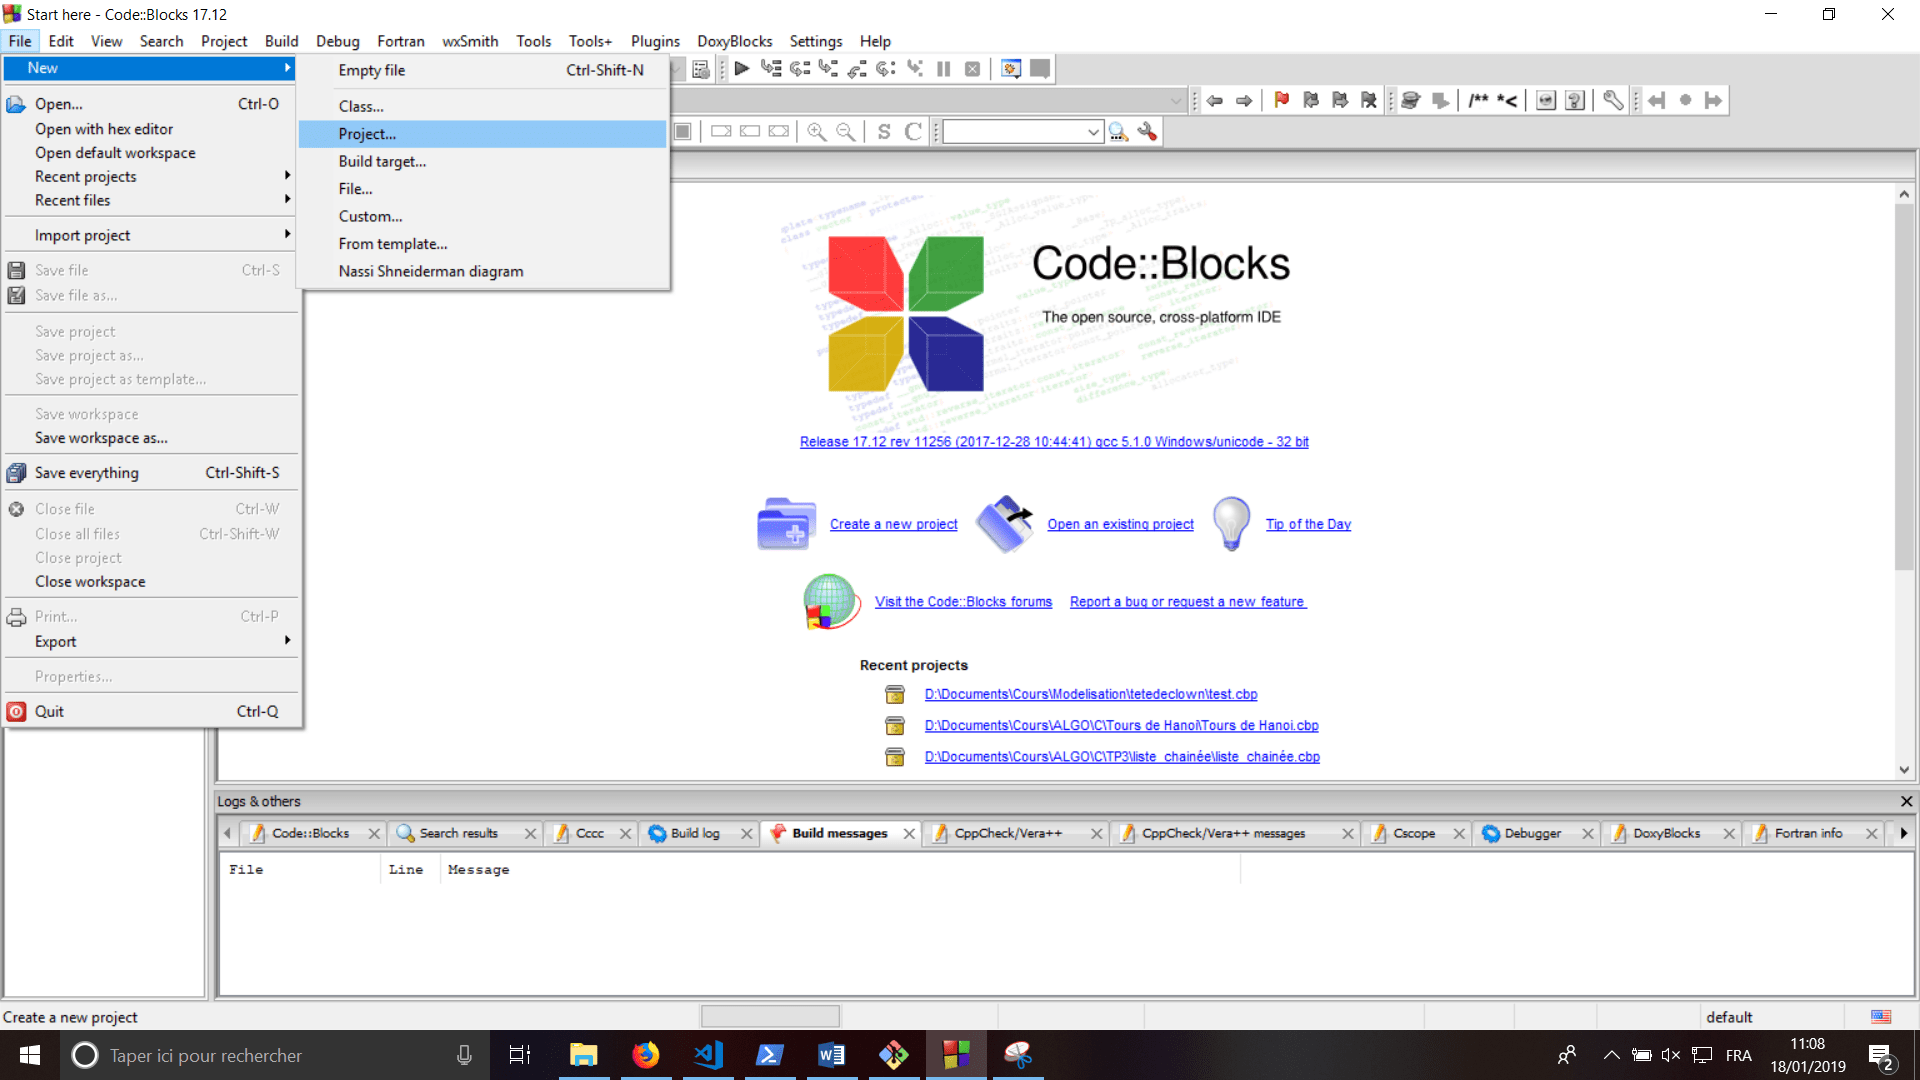 Start here - Code::Blocks 17.12
File Edit View Search Project Build Debug Fortran wxSmith Tools Tools+ Plugins DoxyBlocks Settings Help
New
Open... Ctrl-O
Open with hex editor
Open default workspace
Recent projects
Recent files
Import project
Save file Ctrl-S
Save file as...
Save project
Save project as...
Save project as template...
Save workspace
Save workspace as...
Save everything Ctrl-Shift-S
Close file Ctrl-W
Close all files Ctrl-Shift-W
Close project
Close workspace
Print... Ctrl-P
Export
Properties...
Quit Ctrl-Q
Empty file Ctrl-Shift-N
Class...
Project...
Build target...
File...
Custom...
From template...
Nassi Shneiderman diagram
/** *<
S C
Code::Blocks
The open source, cross-platform IDE
Release 17.12 rev 11256 (2017-12-28 10:44:41) gcc 5.1.0 Windows/unicode - 32 bit
Create a new project Open an existing project Tip of the Day
Visit the Code::Blocks forums Report a bug or request a new feature
Recent projects
D:\Documents\Cours\Modelisation\tetedeclown\test.cbp
D:\Documents\Cours\ALGO\C\Tours de Hanoï\Tours de Hanoi.cbp
D:\Documents\Cours\ALGO\C\TP3\liste_chainée\liste_chainée.cbp
Logs & others
Code::Blocks Search results Cccc Build log Build messages CppCheck/Vera++ CppCheck/Vera++ messages Cscope Debugger DoxyBlocks Fortran info
File Line Message
Create a new project default
Taper ici pour rechercher FRA 11:08
18/01/2019 2